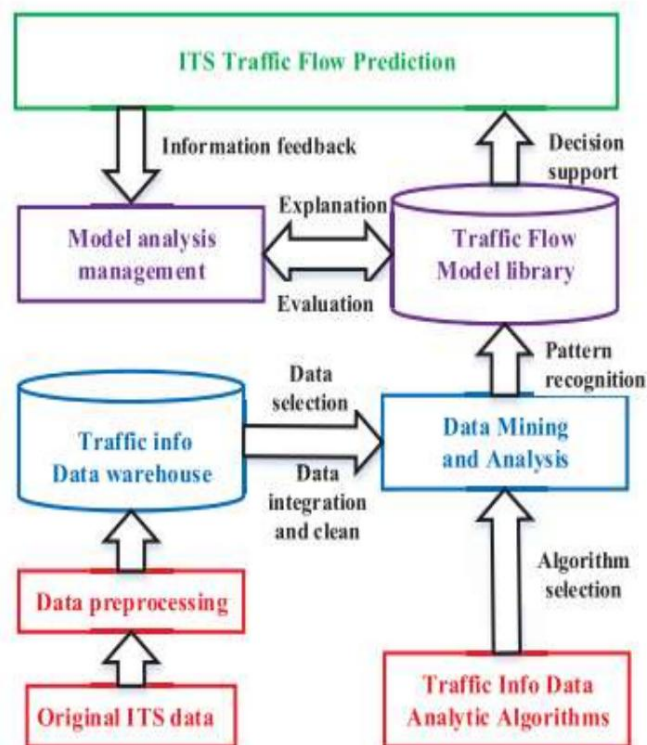 ITS Traffic Flow Prediction
Information feedback
Decision
support
Model analysis
management
Explanation
Evaluation
Traffic Flow
Model library
Pattern
recognition
Traffic info
Data warehouse
Data
selection
Data
integration
and clean
Data Mining
and Analysis
Data preprocessing
Algorithm
selection
Original ITS data
Traffic Info Data
Analytic Algorithms